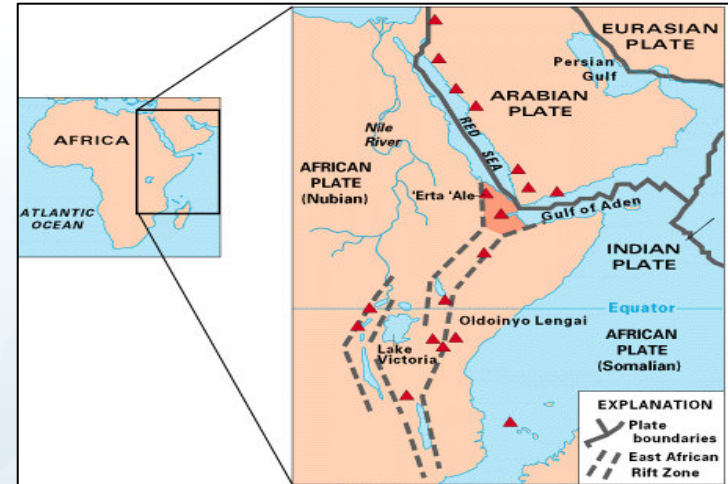 AFRICA
ATLANTIC
OCEAN
EURASIAN
PLATE
Persian
Gulf
ARABIAN
PLATE
RED SEA
Nile
River
AFRICAN
PLATE
(Nubian)
'Erta 'Ale
Gulf of Aden
INDIAN
PLATE
Equator
Oldoinyo Lengai
AFRICAN
PLATE
(Somalian)
Lake
Victoria
EXPLANATION
Plate
boundaries
East African
Rift Zone